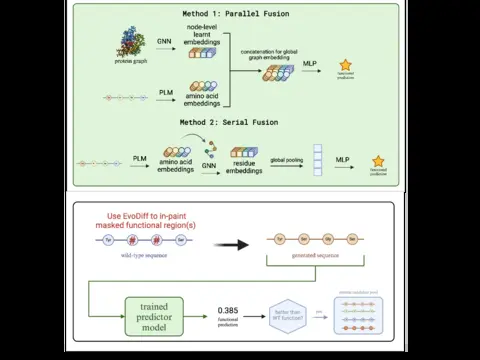 Method 1: Parallel Fusion
GNN
node-level
learnt
embeddings
protein graph
concatenation for global
graph embedding
MLP
functional
prediction
PLM
amino acid
embeddings
Method 2: Serial Fusion
PLM
amino acid
embeddings
GNN
residue
embeddings
global pooling
MLP
functional
prediction
Use EvoDiff to in-paint
masked functional region(s)
Tyr
#
#
Ser
wild-type sequence
Tyr
Ser
Gly
Ser
generated sequence
trained
predictor
model
0.385
functional
prediction
better than
WT function?
yes